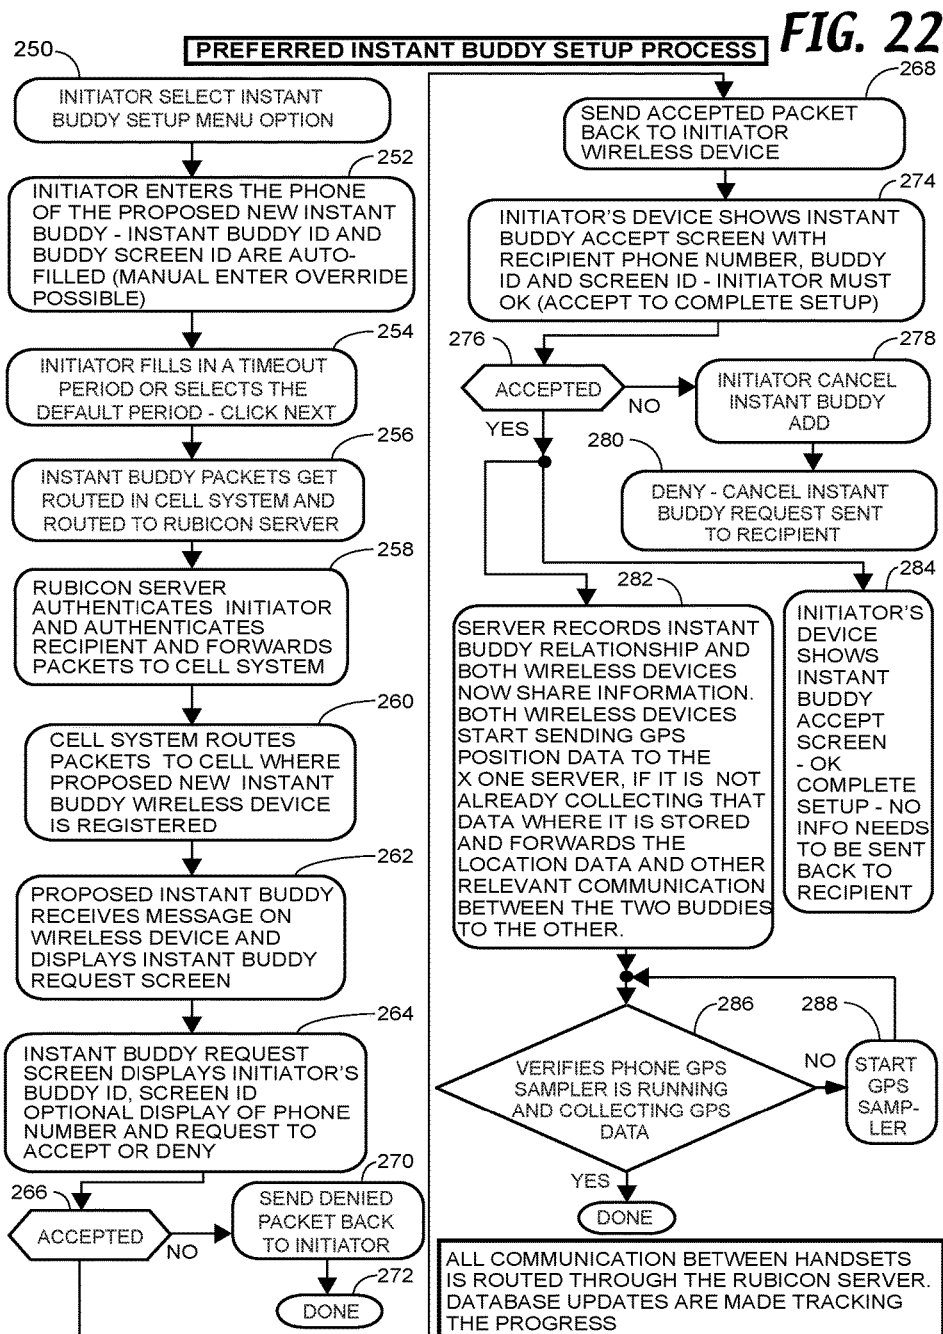 FIG. 22
PREFERRED INSTANT BUDDY SETUP PROCESS
250
INITIATOR SELECT INSTANT
BUDDY SETUP MENU OPTION
252
INITIATOR ENTERS THE PHONE
OF THE PROPOSED NEW INSTANT
BUDDY - INSTANT BUDDY ID AND
BUDDY SCREEN ID ARE AUTO-
FILLED (MANUAL ENTER OVERRIDE
POSSIBLE)
254
INITIATOR FILLS IN A TIMEOUT
PERIOD OR SELECTS THE
DEFAULT PERIOD - CLICK NEXT
256
INSTANT BUDDY PACKETS GET
ROUTED IN CELL SYSTEM AND
ROUTED TO RUBICON SERVER
258
RUBICON SERVER
AUTHENTICATES INITIATOR
AND AUTHENTICATES
RECIPIENT AND FORWARDS
PACKETS TO CELL SYSTEM
260
CELL SYSTEM ROUTES
PACKETS TO CELL WHERE
PROPOSED NEW INSTANT
BUDDY WIRELESS DEVICE
IS REGISTERED
262
PROPOSED INSTANT BUDDY
RECEIVES MESSAGE ON
WIRELESS DEVICE AND
DISPLAYS INSTANT BUDDY
REQUEST SCREEN
264
INSTANT BUDDY REQUEST
SCREEN DISPLAYS INITIATOR'S
BUDDY ID, SCREEN ID
OPTIONAL DISPLAY OF PHONE
NUMBER AND REQUEST TO
ACCEPT OR DENY
266
ACCEPTED
NO
270
SEND DENIED
PACKET BACK
TO INITIATOR
272
DONE
268
SEND ACCEPTED PACKET
BACK TO INITIATOR
WIRELESS DEVICE
274
INITIATOR'S DEVICE SHOWS INSTANT
BUDDY ACCEPT SCREEN WITH
RECIPIENT PHONE NUMBER, BUDDY
ID AND SCREEN ID - INITIATOR MUST
OK (ACCEPT TO COMPLETE SETUP)
276
ACCEPTED
NO
YES
278
INITIATOR CANCEL
INSTANT BUDDY
ADD
280
DENY - CANCEL INSTANT
BUDDY REQUEST SENT
TO RECIPIENT
282
SERVER RECORDS INSTANT
BUDDY RELATIONSHIP AND
BOTH WIRELESS DEVICES
NOW SHARE INFORMATION.
BOTH WIRELESS DEVICES
START SENDING GPS
POSITION DATA TO THE
X ONE SERVER, IF IT IS NOT
ALREADY COLLECTING THAT
DATA WHERE IT IS STORED
AND FORWARDS THE
LOCATION DATA AND OTHER
RELEVANT COMMUNICATION
BETWEEN THE TWO BUDDIES
TO THE OTHER.
284
INITIATOR'S
DEVICE
SHOWS
INSTANT
BUDDY
ACCEPT
SCREEN
- OK
COMPLETE
SETUP - NO
INFO NEEDS
TO BE SENT
BACK TO
RECIPIENT
286
VERIFIES PHONE GPS
SAMPLER IS RUNNING
AND COLLECTING GPS
DATA
NO
288
START
GPS
SAMP-
LER
YES
DONE
ALL COMMUNICATION BETWEEN HANDSETS
IS ROUTED THROUGH THE RUBICON SERVER.
DATABASE UPDATES ARE MADE TRACKING
THE PROGRESS